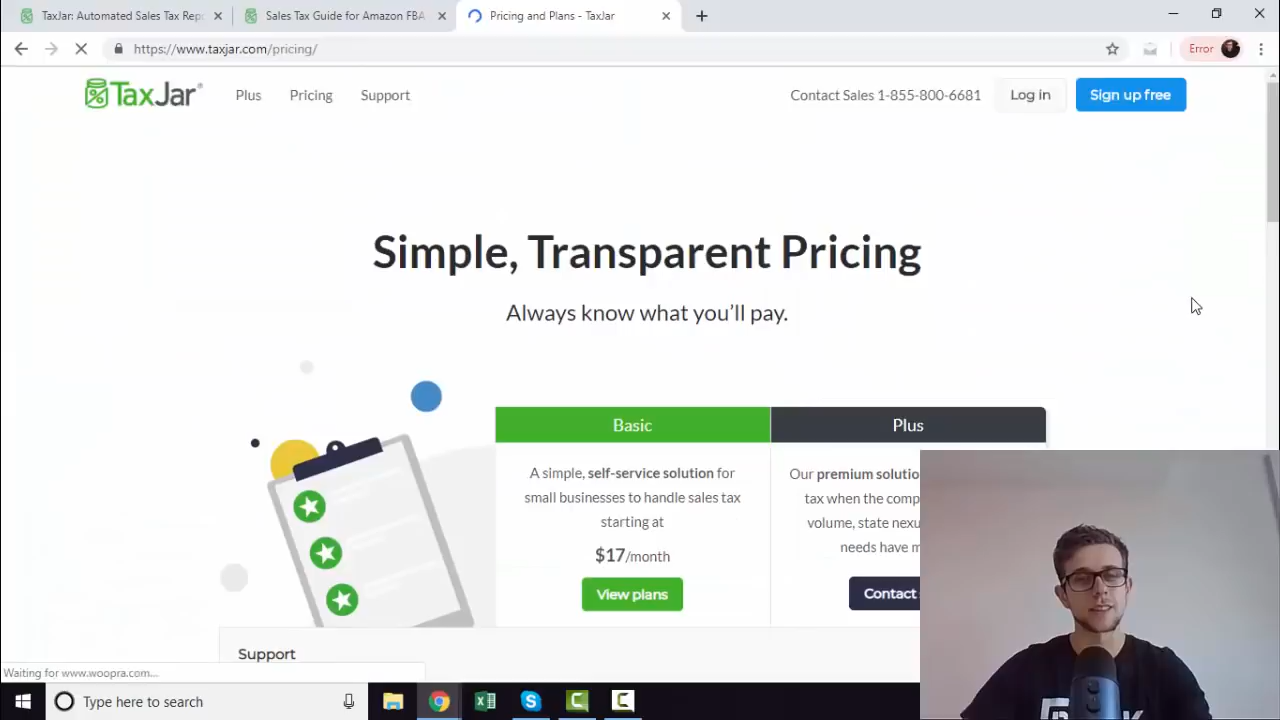 TaxJar: Automated Sales Tax Repo
Sales Tax Guide for Amazon FBA
Pricing and Plans - TaxJar
https://www.taxjar.com/pricing/
Error
TaxJar
Plus
Pricing
Support
Contact Sales 1-855-800-6681
Log in
Sign up free
Simple, Transparent Pricing
Always know what you'll pay.
Basic
Plus
A simple, self-service solution for
small businesses to handle sales tax
starting at
$17/month
View plans
Our premium solutio
tax when the comp
volume, state nexu
needs have m
Contact
Support
Waiting for www.woopra.com...
Type here to search